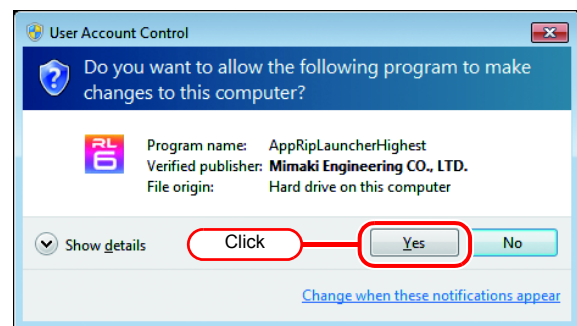 User Account Control
Do you want to allow the following program to make
changes to this computer?
RL
6
Program name: AppRipLauncherHighest
Verified publisher: Mimaki Engineering CO., LTD.
File origin: Hard drive on this computer
Show details
Click
Yes
No
Change when these notifications appear